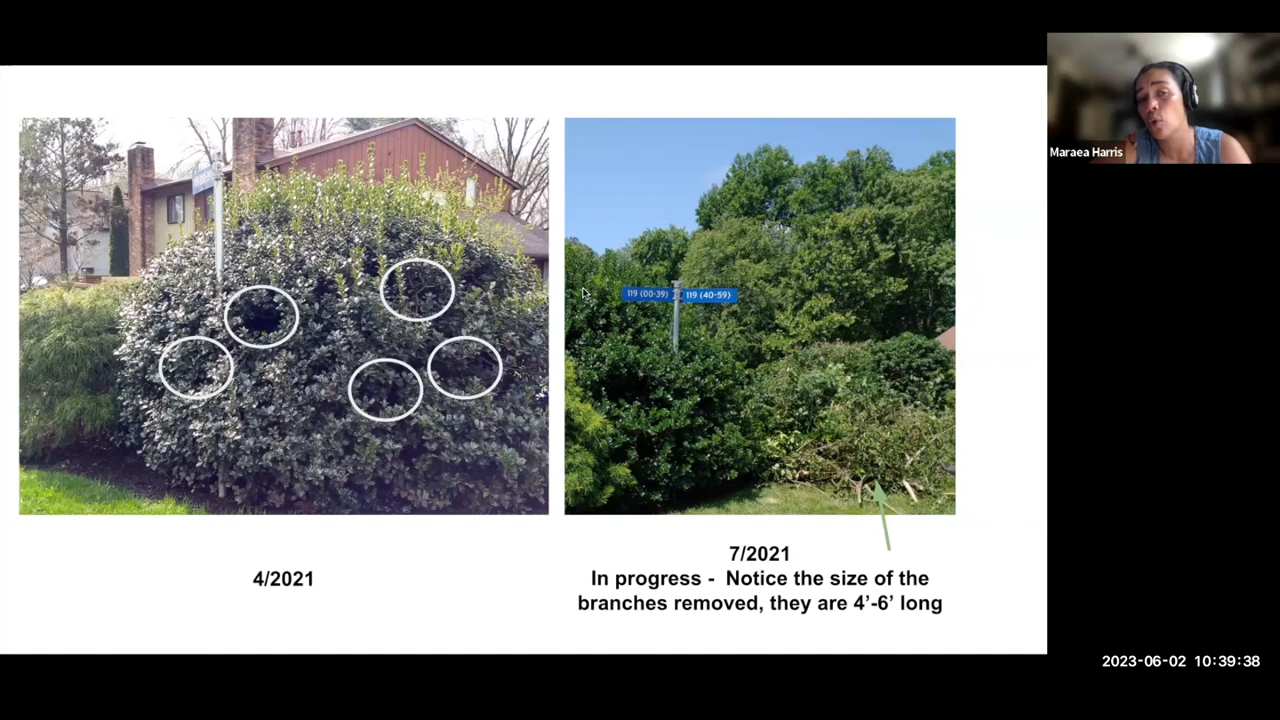 Maraea Harris
119 (00-39)
119 (40-59)
4/2021
7/2021
In progress - Notice the size of the
branches removed, they are 4’-6’ long
2023-06-02 10:39:38